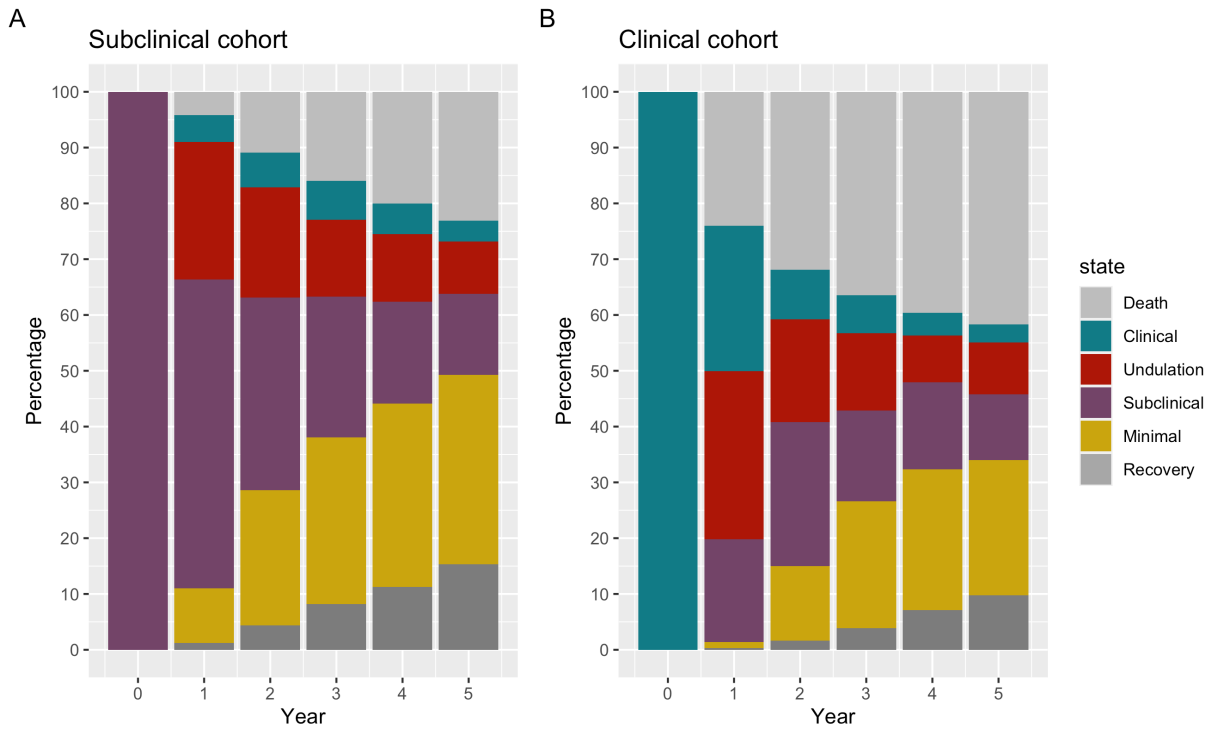 A
Subclinical cohort
Percentage
100
90
80
70
60
50
40
30
20
10
0
0 1 2 3 4 5
Year
B
Clinical cohort
Percentage
100
90
80
70
60
50
40
30
20
10
0
0 1 2 3 4 5
Year
state
Death
Clinical
Undulation
Subclinical
Minimal
Recovery